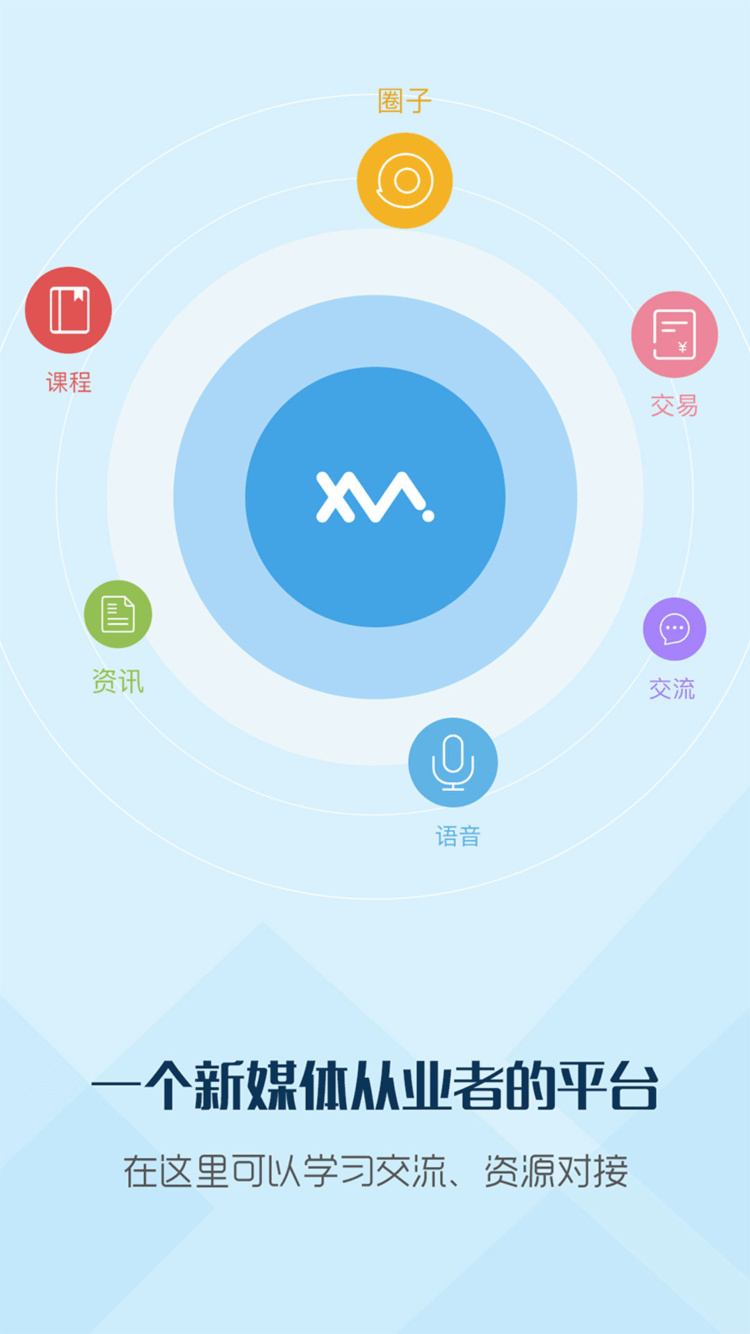 圈子
课程
交易
资讯
交流
语音
一个新媒体从业者的平台
在这里可以学习交流、资源对接